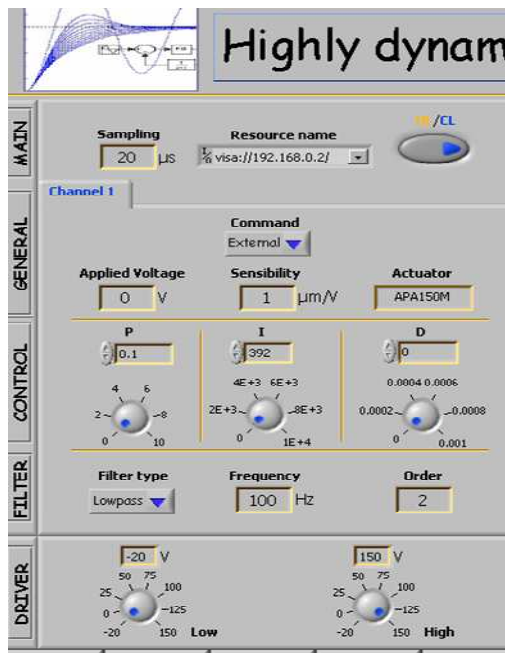 Highly dynam
MAIN
GENERAL
CONTROL
FILTER
DRIVER
/CL
Sampling
20 µs
Resource name
visa://192.168.0.2/
Channel 1
Command
External
Applied Voltage
0 V
Sensibility
1 µm/V
Actuator
APA150M
P
0.1
0 2 4 6 8 10
I
392
0 2E+3 4E+3 6E+3 8E+3 1E+4
D
0
0 0.0002 0.0004 0.0006 0.0008 0.001
Filter type
Lowpass
Frequency
100 Hz
Order
2
-20 V
-20 0 25 50 75 100 125 150
Low
150 V
-20 0 25 50 75 100 125 150
High